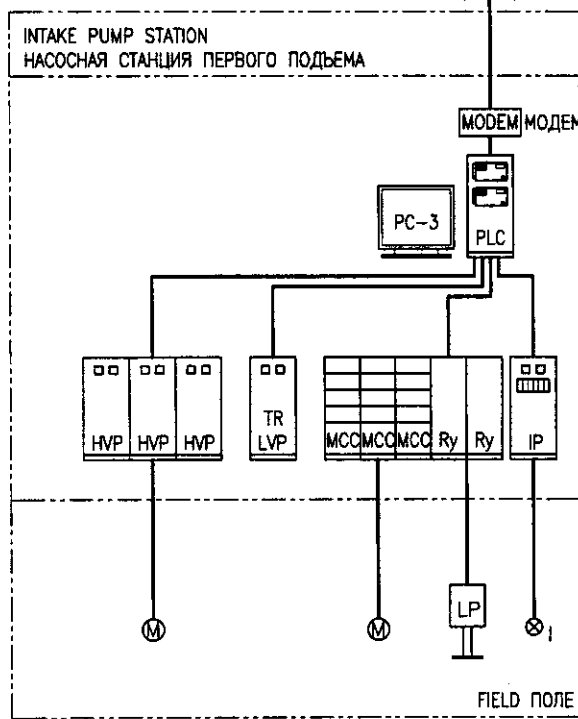 INTAKE PUMP STATION
НАСОСНАЯ СТАНЦИЯ ПЕРВОГО ПОДЪЕМА
MODEM МОДЕМ
PC-3
PLC
HVP HVP HVP
TR
LVP
MCC MCC MCC Ry Ry
IP
LP
M
M
I
FIELD ПОЛЕ